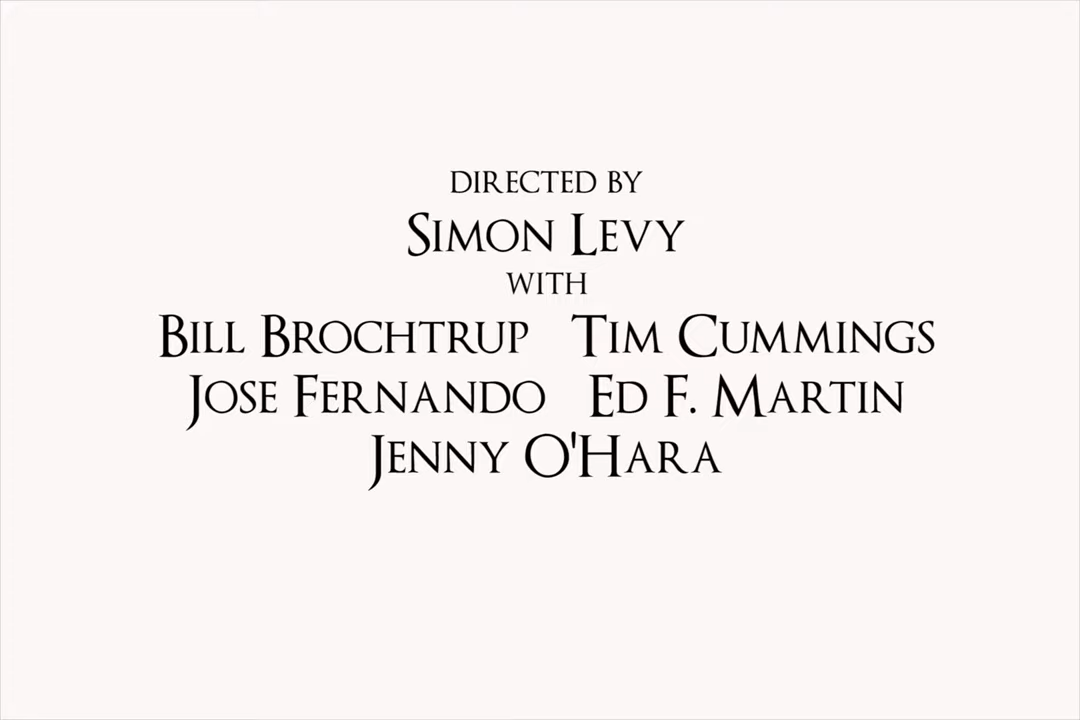 DIRECTED BY
SIMON LEVY
WITH
BILL BROCHTRUP TIM CUMMINGS
JOSE FERNANDO ED F. MARTIN
JENNY O'HARA